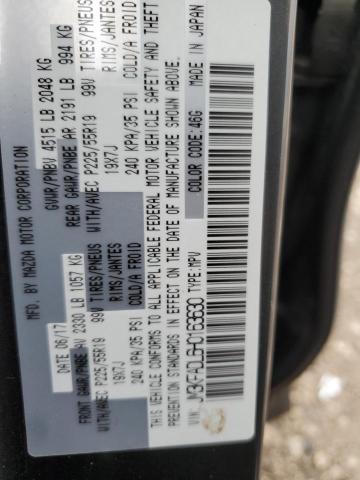 MFD. BY MAZDA MOTOR CORPORATION
DATE 06/17 GVWR/PNBV 4515 LB 2048 KG
FRONT GAWR/PNBE AV 2330 LB 1057 KG REAR GAWR/PNBE AR 2191 LB 994 KG
WITH/AVEC P225/55R19 99V TIRES/PNEUS WITH/AVEC P225/55R19 99V TIRES/PNEUS
19X7J RIMS/JANTES 19X7J RIMS/JANTES
240 KPA/35 PSI COLD/A FROID 240 KPA/35 PSI COLD/A FROID
THIS VEHICLE CONFORMS TO ALL APPLICABLE FEDERAL MOTOR VEHICLE SAFETY AND THEFT
STANDARDS IN EFFECT ON THE DATE OF MANUFACTURE SHOWN ABOVE.
VIN: JM3KFADL6H0163630 TYPE: MPV COLOR CODE: 46G MADE IN JAPAN